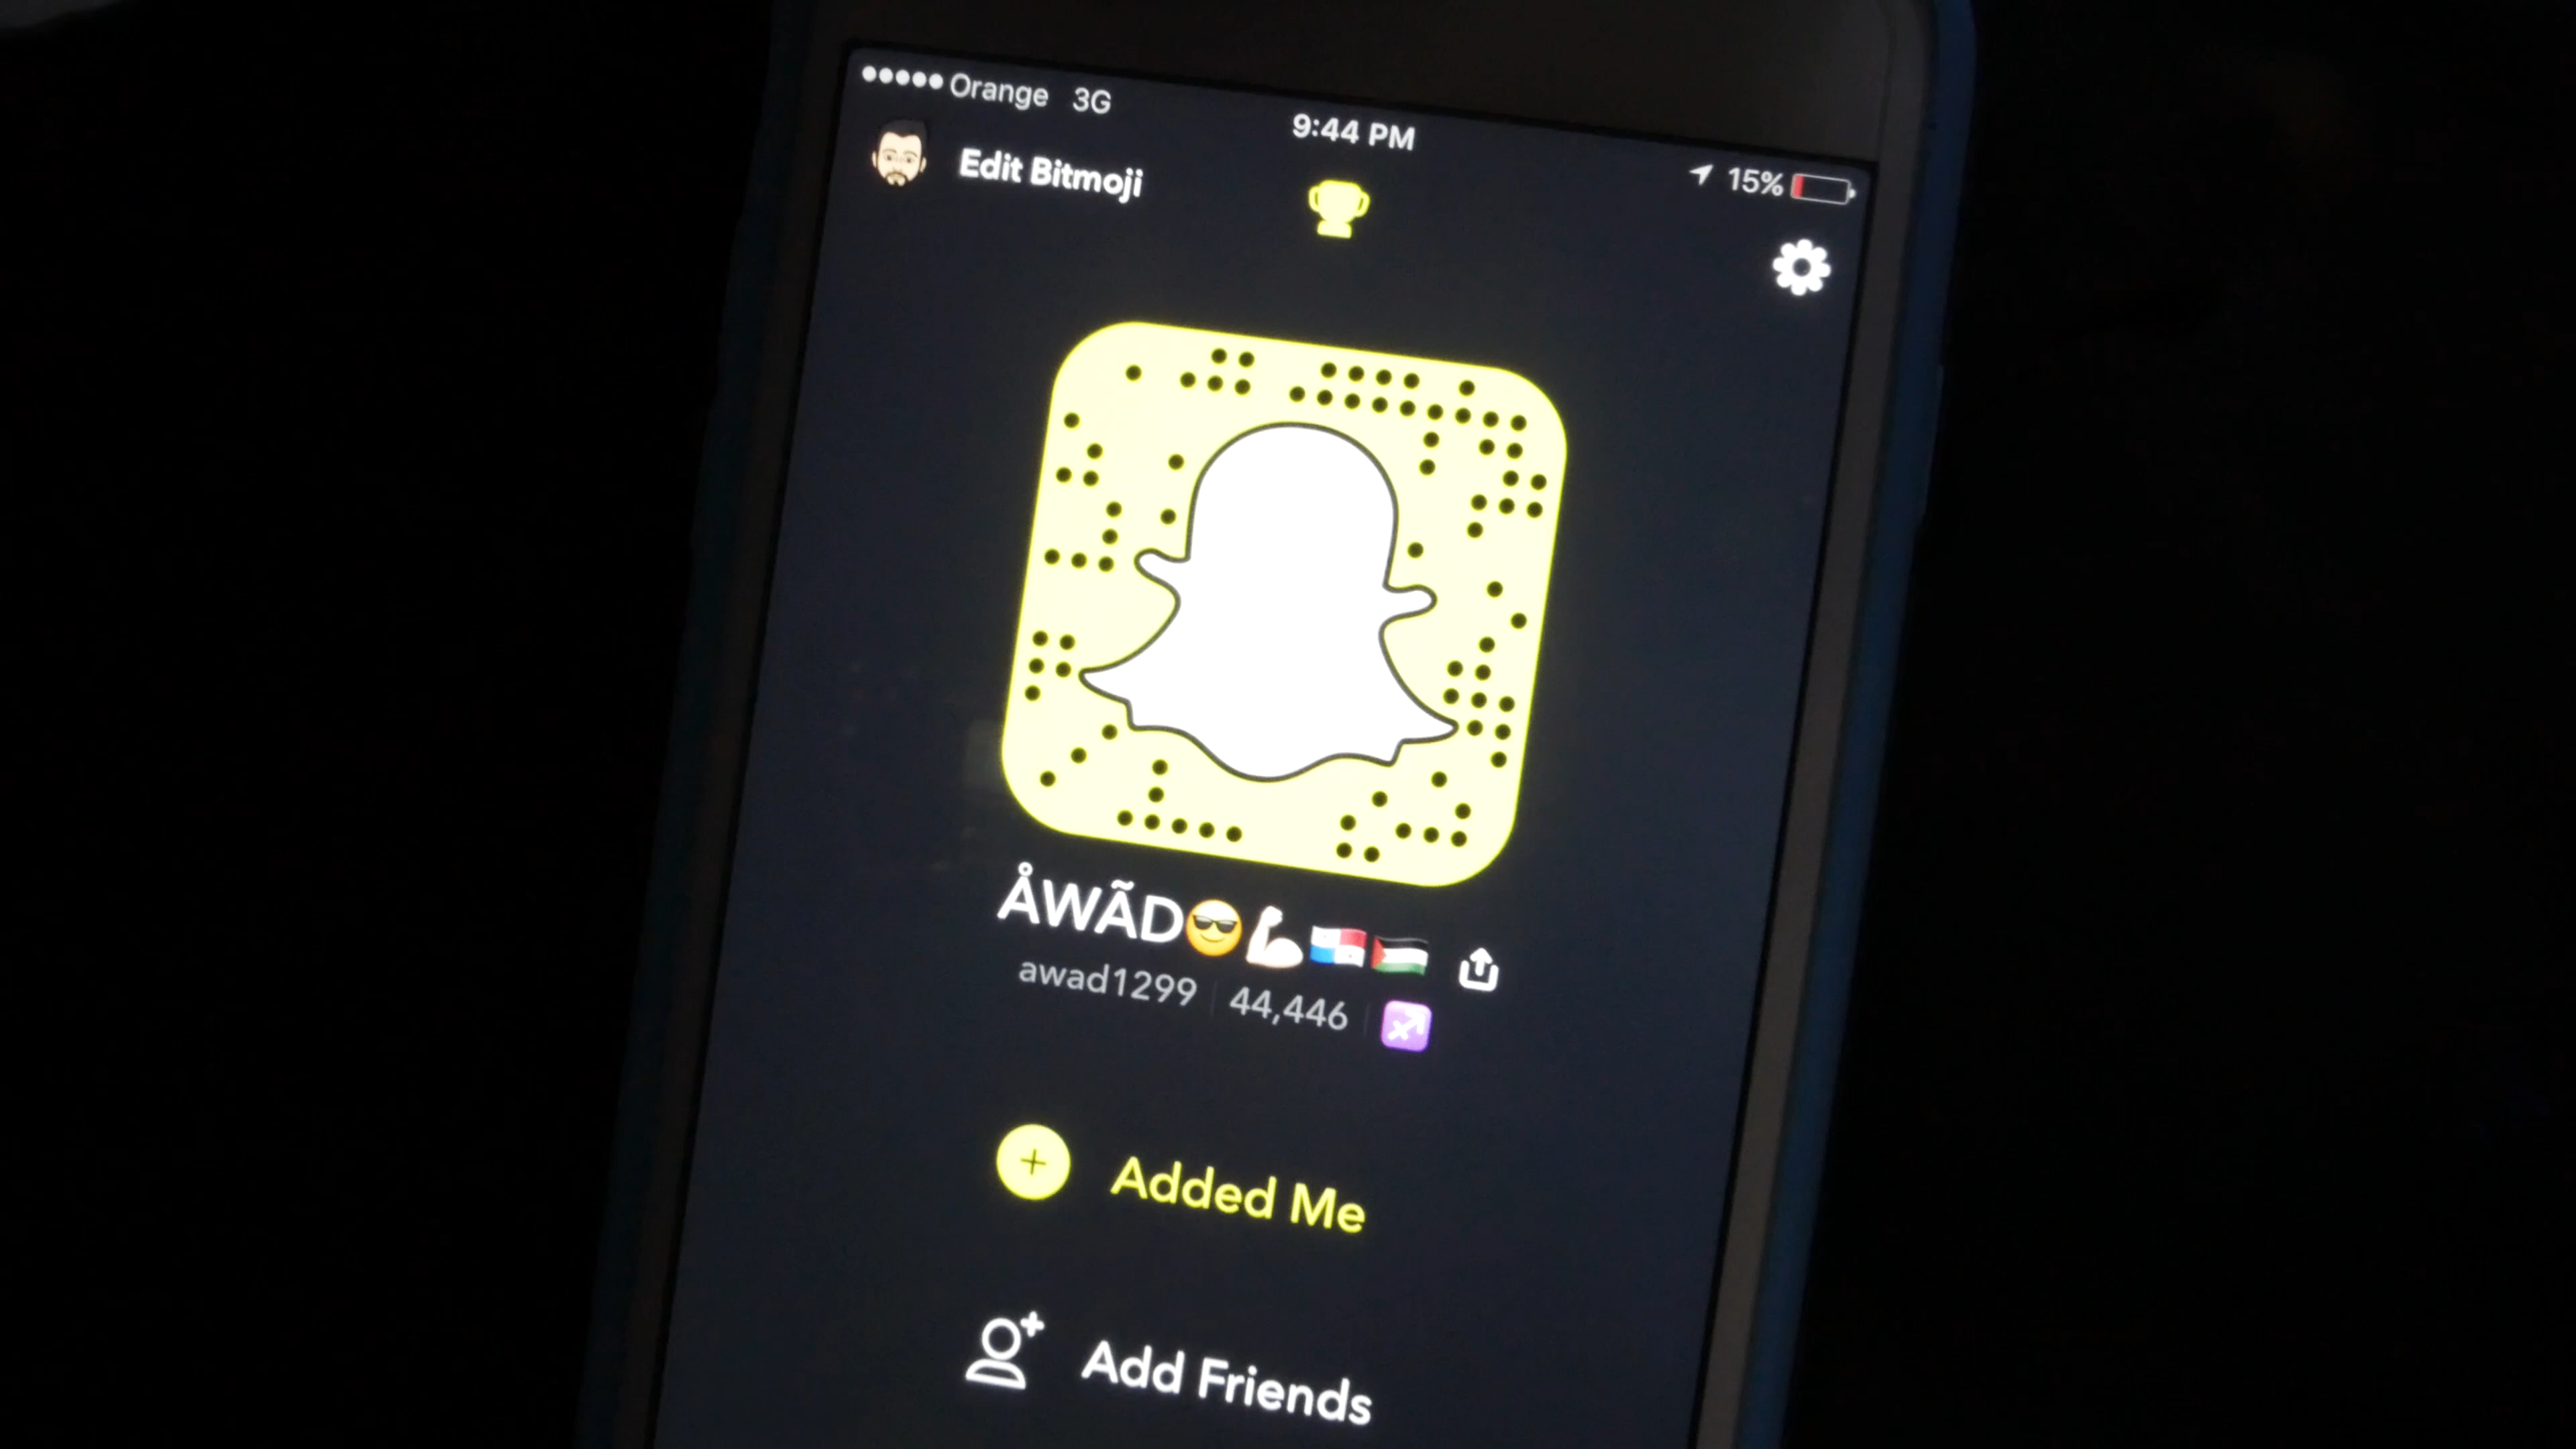 ●●●●● Orange 3G
9:44 PM
15%
Edit Bitmoji
ÅWÃD😎💪🏻🇵🇦🇵🇸
awad1299 | 44,446 | ♐
Added Me
Add Friends